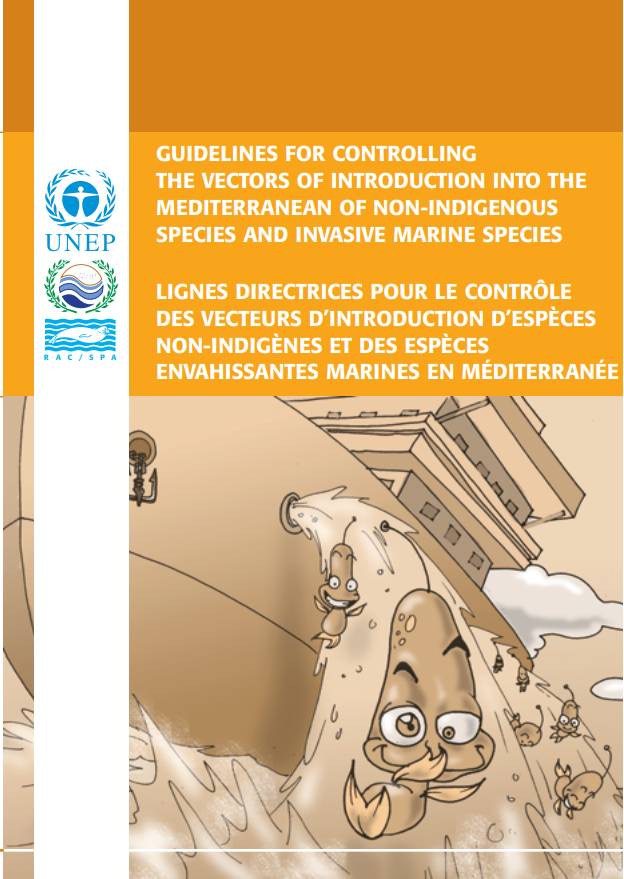 GUIDELINES FOR CONTROLLING
THE VECTORS OF INTRODUCTION INTO THE
MEDITERRANEAN OF NON-INDIGENOUS
SPECIES AND INVASIVE MARINE SPECIES
LIGNES DIRECTRICES POUR LE CONTRÔLE
DES VECTEURS D’INTRODUCTION D’ESPÈCES
NON-INDIGÈNES ET DES ESPÈCES
ENVAHISSANTES MARINES EN MÉDITERRANÉE
UNEP
RAC/SPA